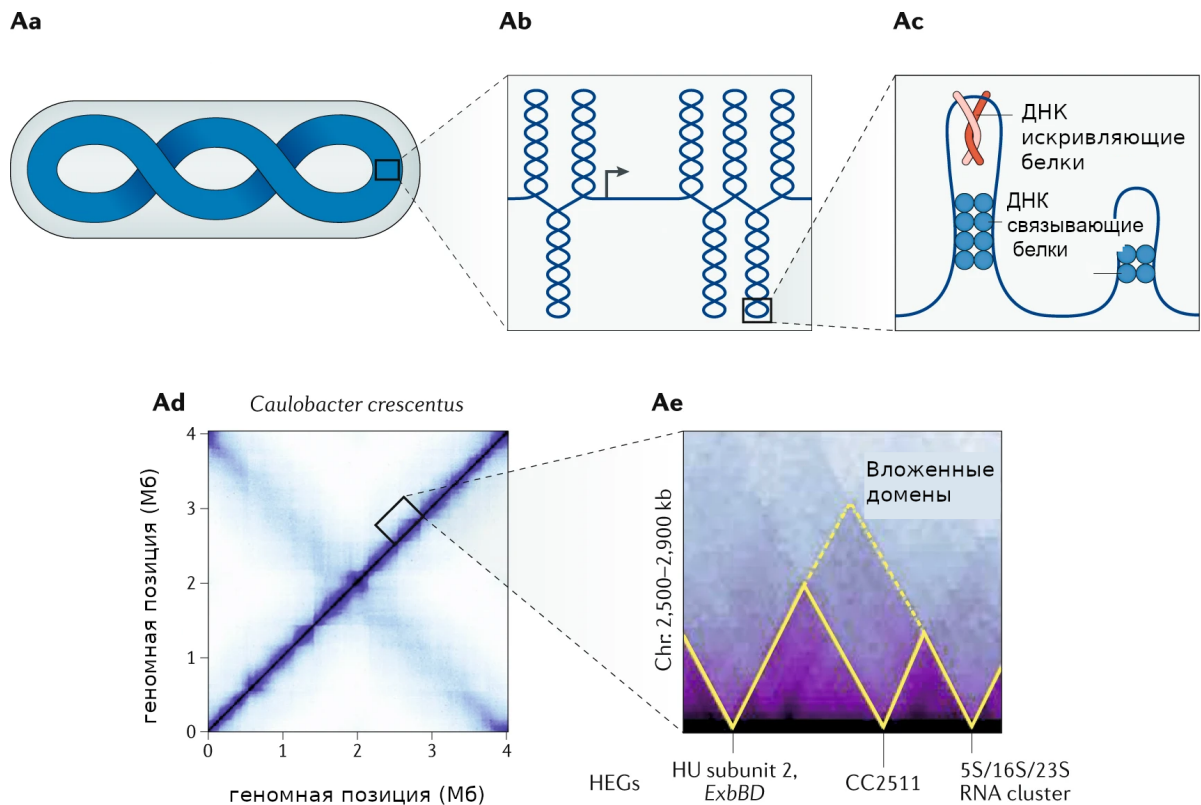 Aa
Ab
Ac
ДНК
искривляющие
белки
ДНК
связывающие
белки
Ad
Caulobacter crescentus
геномная позиция (Мб)
4
3
2
1
0
0
1
2
3
4
геномная позиция (Мб)
Ae
Вложенные
домены
Chr: 2,500–2,900 kb
HEGs
HU subunit 2,
ExbBD
CC2511
5S/16S/23S
RNA cluster